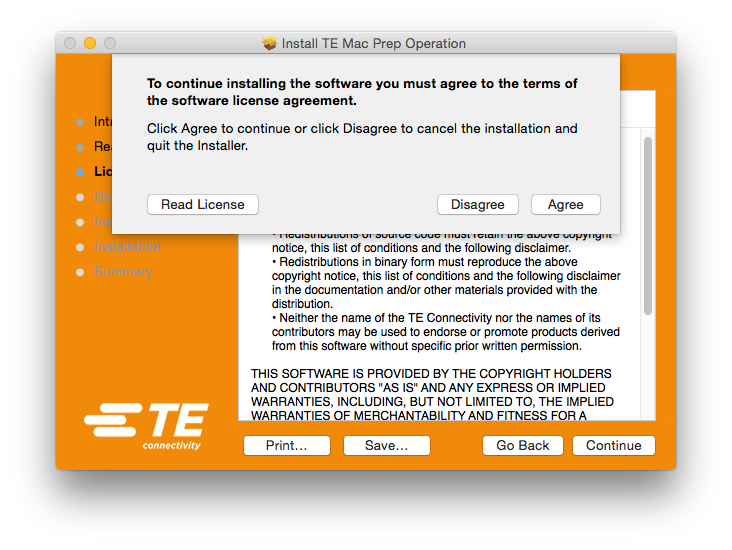 Install TE Mac Prep Operation
To continue installing the software you must agree to the terms of
the software license agreement.
Click Agree to continue or click Disagree to cancel the installation and
quit the Installer.
Read License
Disagree
Agree
Intr
Rea
Lic
De
Ins
Installation
Summary
• Redistributions of source code must retain the above copyright
notice, this list of conditions and the following disclaimer.
• Redistributions in binary form must reproduce the above
copyright notice, this list of conditions and the following disclaimer
in the documentation and/or other materials provided with the
distribution.
• Neither the name of the TE Connectivity nor the names of its
contributors may be used to endorse or promote products derived
from this software without specific prior written permission.
THIS SOFTWARE IS PROVIDED BY THE COPYRIGHT HOLDERS
AND CONTRIBUTORS "AS IS" AND ANY EXPRESS OR IMPLIED
WARRANTIES, INCLUDING, BUT NOT LIMITED TO, THE IMPLIED
WARRANTIES OF MERCHANTABILITY AND FITNESS FOR A
TE
connectivity
Print...
Save...
Go Back
Continue